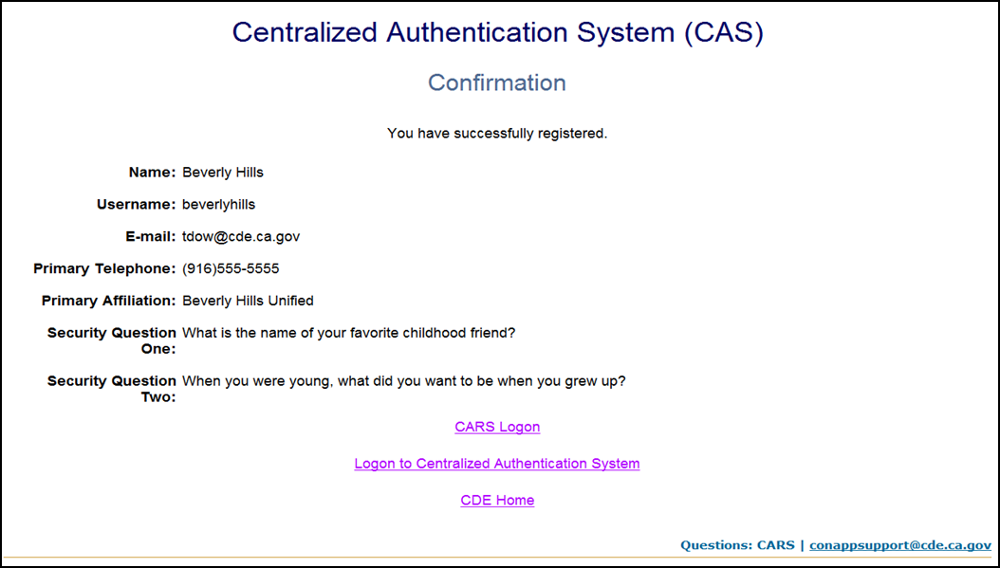 Centralized Authentication System (CAS)
Confirmation
You have successfully registered.
Name: Beverly Hills
Username: beverlyhills
E-mail: tdow@cde.ca.gov
Primary Telephone: (916)555-5555
Primary Affiliation: Beverly Hills Unified
Security Question What is the name of your favorite childhood friend?
One:
Security Question When you were young, what did you want to be when you grew up?
Two:
CARS Logon
Logon to Centralized Authentication System
CDE Home
Questions: CARS | conappsupport@cde.ca.gov